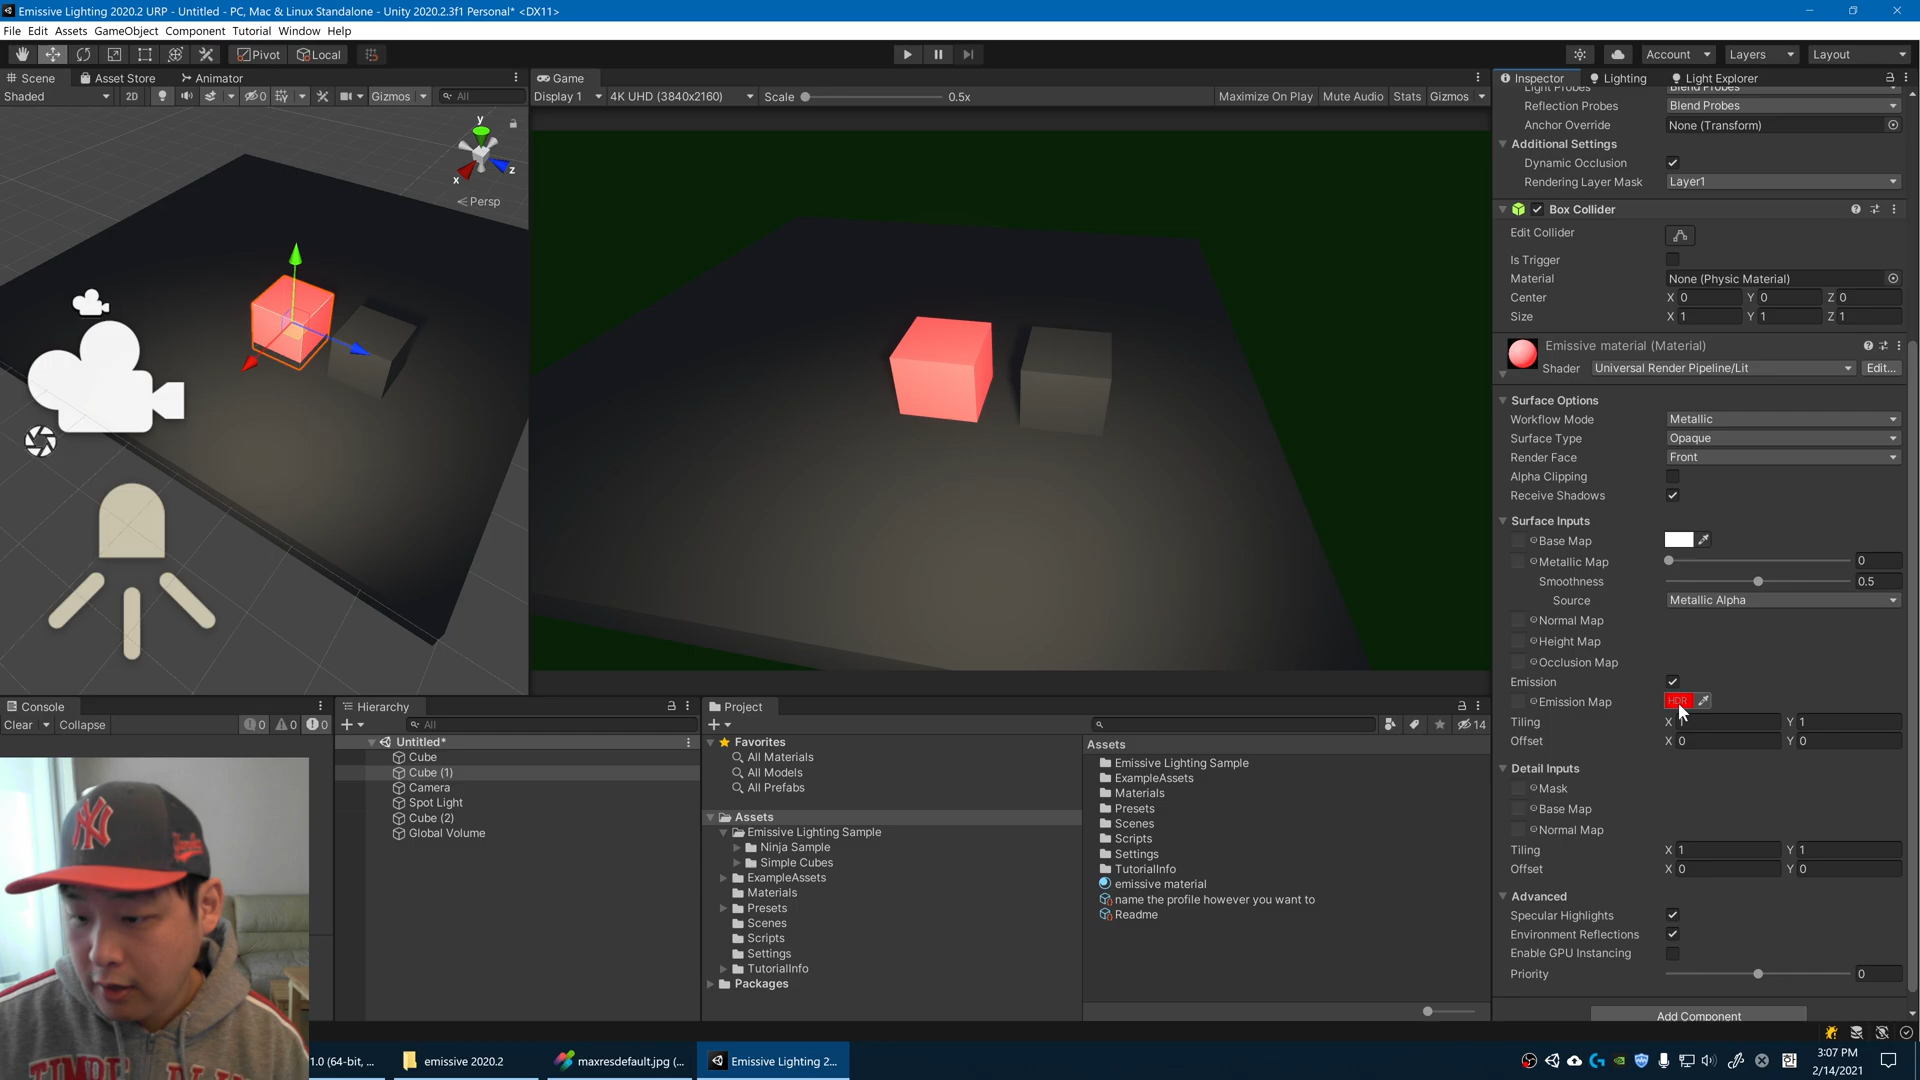 Emissive Lighting 2020.2 URP - Untitled - PC, Mac & Linux Standalone - Unity 2020.2.3f1 Personal* <DX11>
File Edit Assets GameObject Component Tutorial Window Help
Pivot Local Account Layers Layout
Scene Asset Store Animator
Shaded 2D 0 Gizmos All
y
x z
Persp
Game
Display 1 4K UHD (3840x2160) Scale 0.5x Maximize On Play Mute Audio Stats Gizmos
Inspector Lighting Light Explorer
Light Probes Blend Probes
Reflection Probes Blend Probes
Anchor Override None (Transform)
Additional Settings
Dynamic Occlusion
Rendering Layer Mask Layer1
Box Collider
Edit Collider
Is Trigger
Material None (Physic Material)
Center X 0 Y 0 Z 0
Size X 1 Y 1 Z 1
Emissive material (Material)
Shader Universal Render Pipeline/Lit Edit...
Surface Options
Workflow Mode Metallic
Surface Type Opaque
Render Face Front
Alpha Clipping
Receive Shadows
Surface Inputs
Base Map
Metallic Map 0
Smoothness 0.5
Source Metallic Alpha
Normal Map
Height Map
Occlusion Map
Emission
Emission Map HDR
Tiling X 1 Y 1
Offset X 0 Y 0
Detail Inputs
Mask
Base Map
Normal Map
Tiling X 1 Y 1
Offset X 0 Y 0
Advanced
Specular Highlights
Environment Reflections
Enable GPU Instancing
Priority 0
Add Component
Console
Clear Collapse 0 0 0
Hierarchy
All
Untitled*
Cube
Cube (1)
Camera
Spot Light
Cube (2)
Global Volume
Project
14
Favorites
All Materials
All Models
All Prefabs
Assets
Emissive Lighting Sample
Ninja Sample
Simple Cubes
ExampleAssets
Materials
Presets
Scenes
Scripts
Settings
TutorialInfo
Packages
Assets
Emissive Lighting Sample
ExampleAssets
Materials
Presets
Scenes
Scripts
Settings
TutorialInfo
emissive material
name the profile however you want to
Readme
NY
1.0 (64-bit, ... emissive 2020.2 maxresdefault.jpg (... Emissive Lighting 2... 한 3:07 PM
2/14/2021